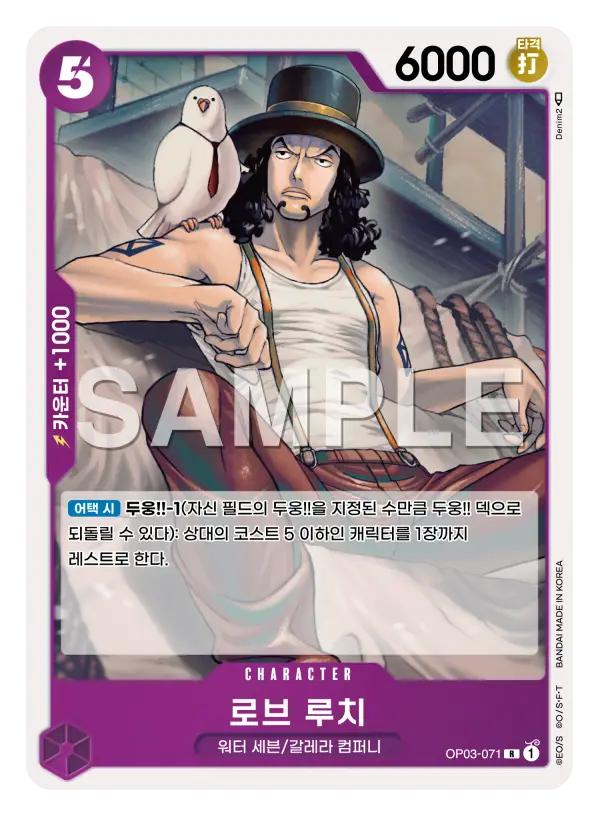 5
6000
타격
打
Denim2
카운터 +1000
SAMPLE
어택 시 두웅!!-1(자신 필드의 두웅!!을 지정된 수만큼 두웅!! 덱으로
되돌릴 수 있다): 상대의 코스트 5 이하인 캐릭터를 1장까지
레스트로 한다.
CHARACTER
로브 루치
워터 세븐/갈레라 컴퍼니
OP03-071 R 1
©E.O/S ©O/S·F·T BANDAI MADE IN KOREA